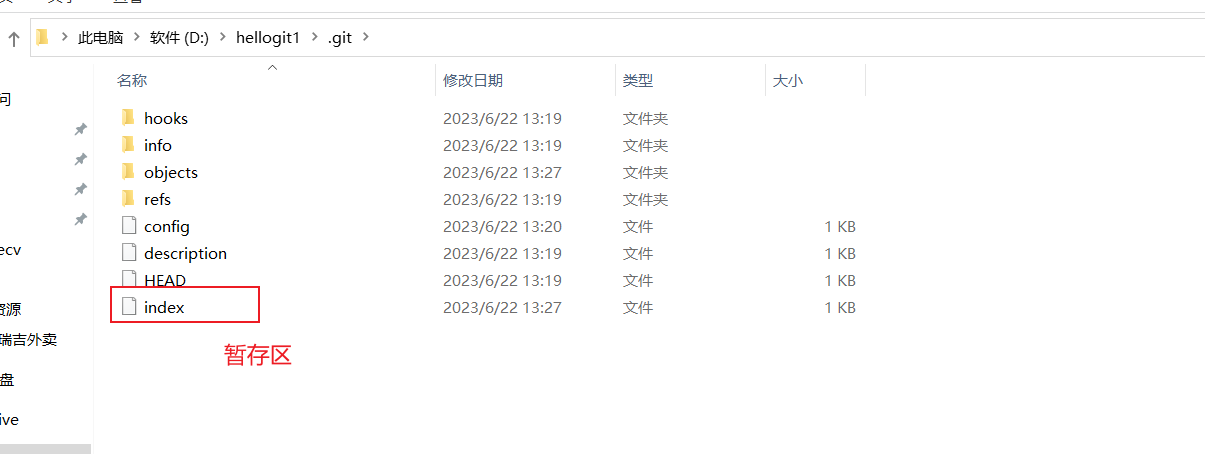 此电脑 > 软件 (D:) > hellogit1 > .git >
名称 修改日期 类型 大小
hooks 2023/6/22 13:19 文件夹
问
info 2023/6/22 13:19 文件夹
objects 2023/6/22 13:27 文件夹
refs 2023/6/22 13:19 文件夹
config 2023/6/22 13:20 文件 1 KB
ecv
description 2023/6/22 13:19 文件 1 KB
HEAD 2023/6/22 13:19 文件 1 KB
index 2023/6/22 13:27 文件 1 KB
资源
瑞吉外卖
暂存区
盘
ive